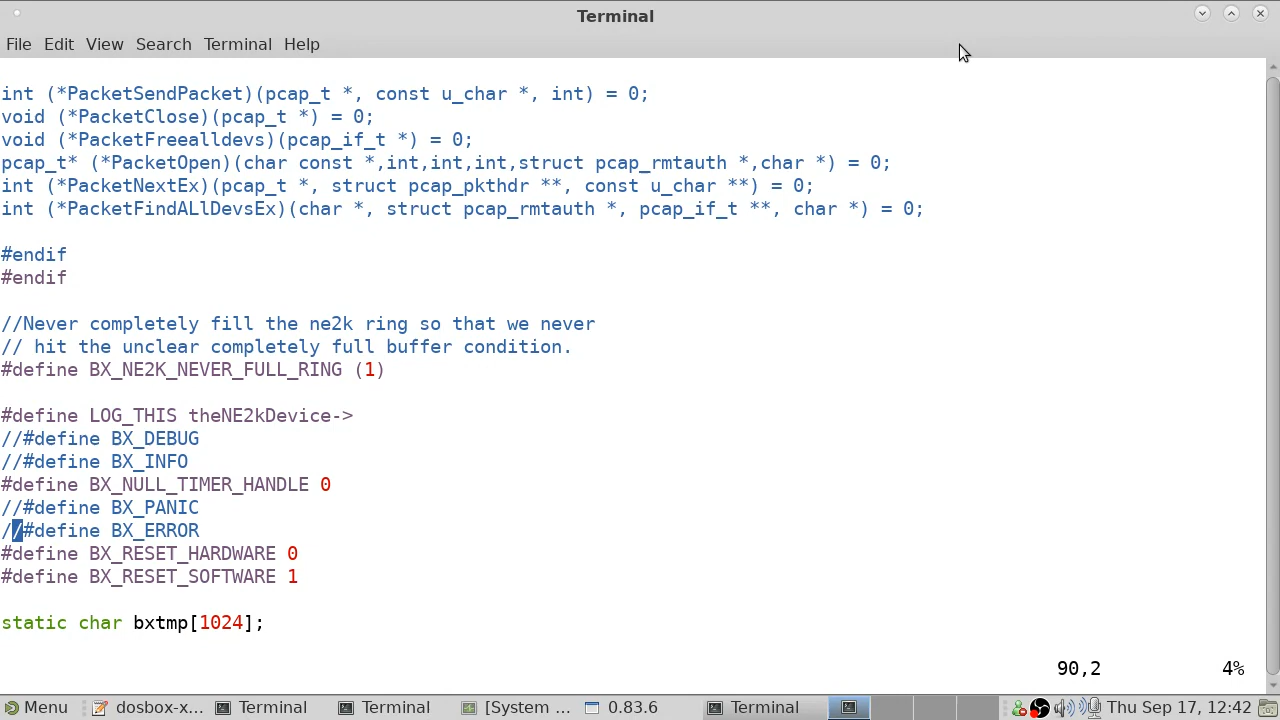 Terminal
File Edit View Search Terminal Help
int (*PacketSendPacket)(pcap_t *, const u_char *, int) = 0;
void (*PacketClose)(pcap_t *) = 0;
void (*PacketFreealldevs)(pcap_if_t *) = 0;
pcap_t* (*PacketOpen)(char const *,int,int,int,struct pcap_rmtauth *,char *) = 0;
int (*PacketNextEx)(pcap_t *, struct pcap_pkthdr **, const u_char **) = 0;
int (*PacketFindALlDevsEx)(char *, struct pcap_rmtauth *, pcap_if_t **, char *) = 0;
#endif
#endif
//Never completely fill the ne2k ring so that we never
// hit the unclear completely full buffer condition.
#define BX_NE2K_NEVER_FULL_RING (1)
#define LOG_THIS theNE2kDevice->
//#define BX_DEBUG
//#define BX_INFO
#define BX_NULL_TIMER_HANDLE 0
//#define BX_PANIC
//#define BX_ERROR
#define BX_RESET_HARDWARE 0
#define BX_RESET_SOFTWARE 1
static char bxtmp[1024];
90,2 4%
Menu dosbox-x... Terminal Terminal [System ... 0.83.6 Terminal Thu Sep 17, 12:42